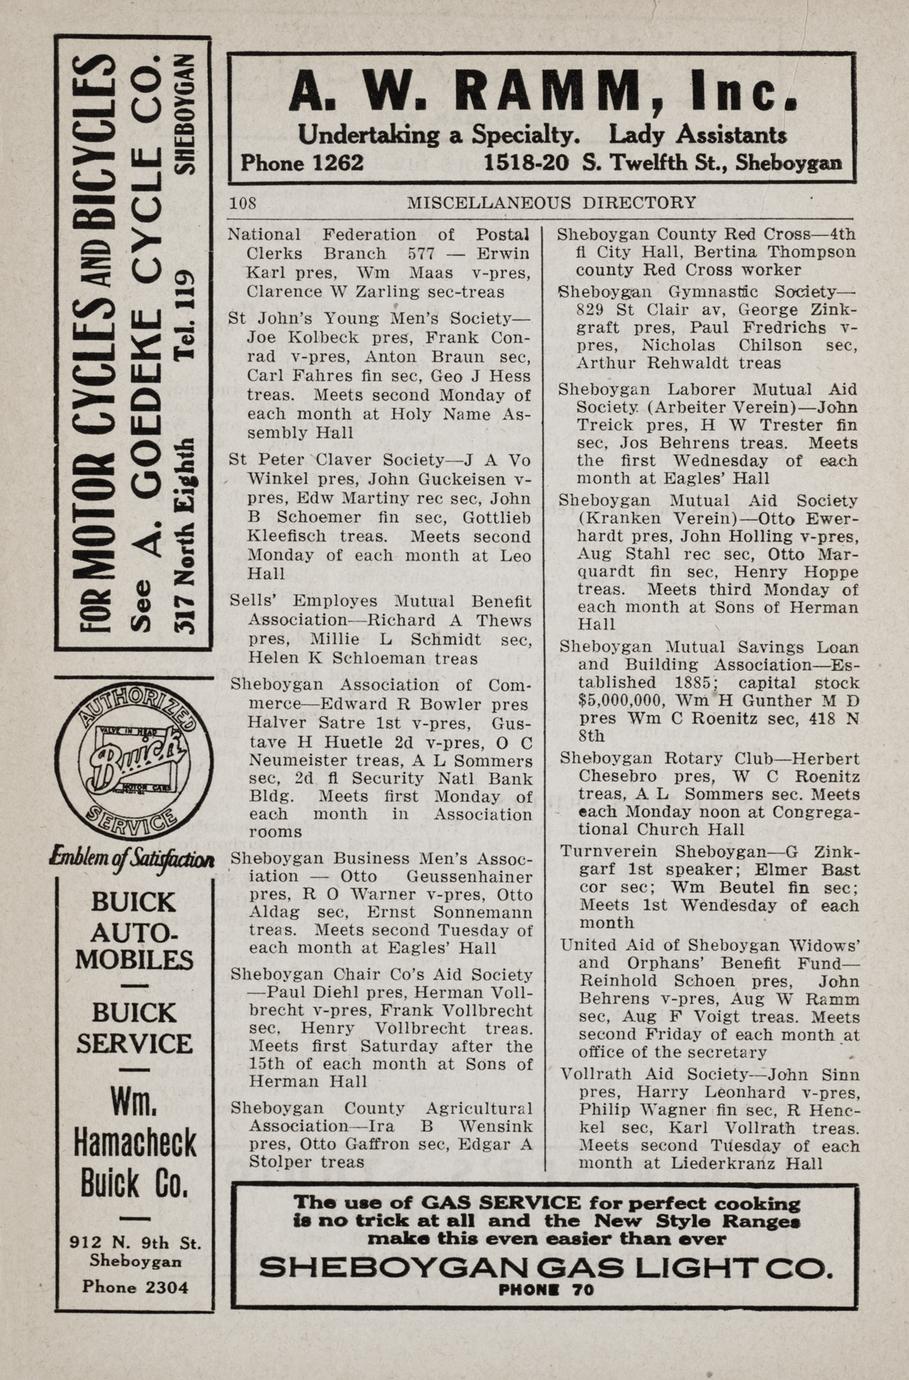 FOR MOTOR CYCLES AND BICYCLES
See A. GOEDEKE CYCLE CO.
317 North Eighth Tel. 119 SHEBOYGAN
A. W. RAMM, Inc.
Undertaking a Specialty. Lady Assistants
Phone 1262 1518-20 S. Twelfth St., Sheboygan
108 MISCELLANEOUS DIRECTORY
National Federation of Postal
Clerks Branch 577 — Erwin
Karl pres, Wm Maas v-pres,
Clarence W Zarling sec-treas
St John's Young Men's Society—
Joe Kolbeck pres, Frank Con-
rad v-pres, Anton Braun sec,
Carl Fahres fin sec, Geo J Hess
treas. Meets second Monday of
each month at Holy Name As-
sembly Hall
St Peter Claver Society—J A Vo
Winkel pres, John Guckeisen v-
pres, Edw Martiny rec sec, John
B Schoemer fin sec, Gottlieb
Kleefisch treas. Meets second
Monday of each month at Leo
Hall
Sells' Employes Mutual Benefit
Association—Richard A Thews
pres, Millie L Schmidt sec,
Helen K Schloeman treas
Sheboygan Association of Com-
merce—Edward R Bowler pres
Halver Satre 1st v-pres, Gus-
tave H Huetle 2d v-pres, O C
Neumeister treas, A L Sommers
sec, 2d fl Security Natl Bank
Bldg. Meets first Monday of
each month in Association
rooms
Sheboygan Business Men's Assoc-
iation — Otto Geussenhainer
pres, R O Warner v-pres, Otto
Aldag sec, Ernst Sonnemann
treas. Meets second Tuesday of
each month at Eagles' Hall
Sheboygan Chair Co's Aid Society
—Paul Diehl pres, Herman Voll-
brecht v-pres, Frank Vollbrecht
sec, Henry Vollbrecht treas.
Meets first Saturday after the
15th of each month at Sons of
Herman Hall
Sheboygan County Agricultural
Association—Ira B Wensink
pres, Otto Gaffron sec, Edgar A
Stolper treas
Sheboygan County Red Cross—4th
fl City Hall, Bertina Thompson
county Red Cross worker
Sheboygan Gymnastic Society—
829 St Clair av, George Zink-
graft pres, Paul Fredrichs v-
pres, Nicholas Chilson sec,
Arthur Rehwaldt treas
Sheboygan Laborer Mutual Aid
Society (Arbeiter Verein)—John
Treick pres, H W Trester fin
sec, Jos Behrens treas. Meets
the first Wednesday of each
month at Eagles' Hall
Sheboygan Mutual Aid Society
(Kranken Verein)—Otto Ewer-
hardt pres, John Holling v-pres,
Aug Stahl rec sec, Otto Mar-
quardt fin sec, Henry Hoppe
treas. Meets third Monday of
each month at Sons of Herman
Hall
Sheboygan Mutual Savings Loan
and Building Association—Es-
tablished 1885; capital stock
$5,000,000, Wm H Gunther M D
pres Wm C Roenitz sec, 418 N
8th
Sheboygan Rotary Club—Herbert
Chesebro pres, W C Roenitz
treas, A L Sommers sec. Meets
each Monday noon at Congrega-
tional Church Hall
Turnverein Sheboygan—G Zink-
garf 1st speaker; Elmer Bast
cor sec; Wm Beutel fin sec;
Meets 1st Wendesday of each
month
United Aid of Sheboygan Widows'
and Orphans' Benefit Fund—
Reinhold Schoen pres, John
Behrens v-pres, Aug W Ramm
sec, Aug F Voigt treas. Meets
second Friday of each month at
office of the secretary
Vollrath Aid Society—John Sinn
pres, Harry Leonhard v-pres,
Philip Wagner fin sec, R Henc-
kel sec, Karl Vollrath treas.
Meets second Tuesday of each
month at Liederkranz Hall
AUTHORIZED
VALVE IN HEAD
Buick
MOTOR CARS
SERVICE
Emblem of Satisfaction
BUICK
AUTO-
MOBILES
BUICK
SERVICE
Wm.
Hamacheck
Buick Co.
912 N. 9th St.
Sheboygan
Phone 2304
The use of GAS SERVICE for perfect cooking
is no trick at all and the New Style Ranges
make this even easier than ever
SHEBOYGAN GAS LIGHT CO.
PHONE 70